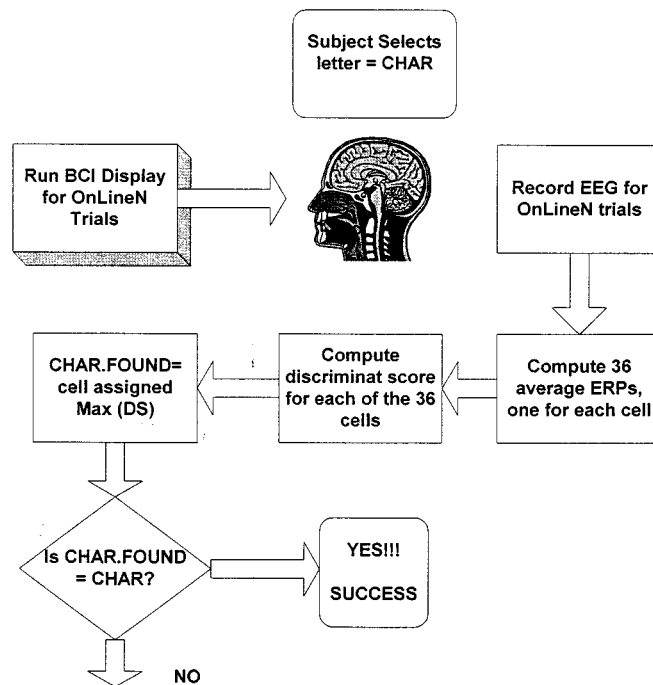 Subject Selects
letter = CHAR
Run BCI Display
for OnLineN
Trials
Record EEG for
OnLineN trials
CHAR.FOUND=
cell assigned
Max (DS)
Compute
discriminat score
for each of the 36
cells
Compute 36
average ERPs,
one for each cell
Is CHAR.FOUND
= CHAR?
YES!!!
SUCCESS
NO